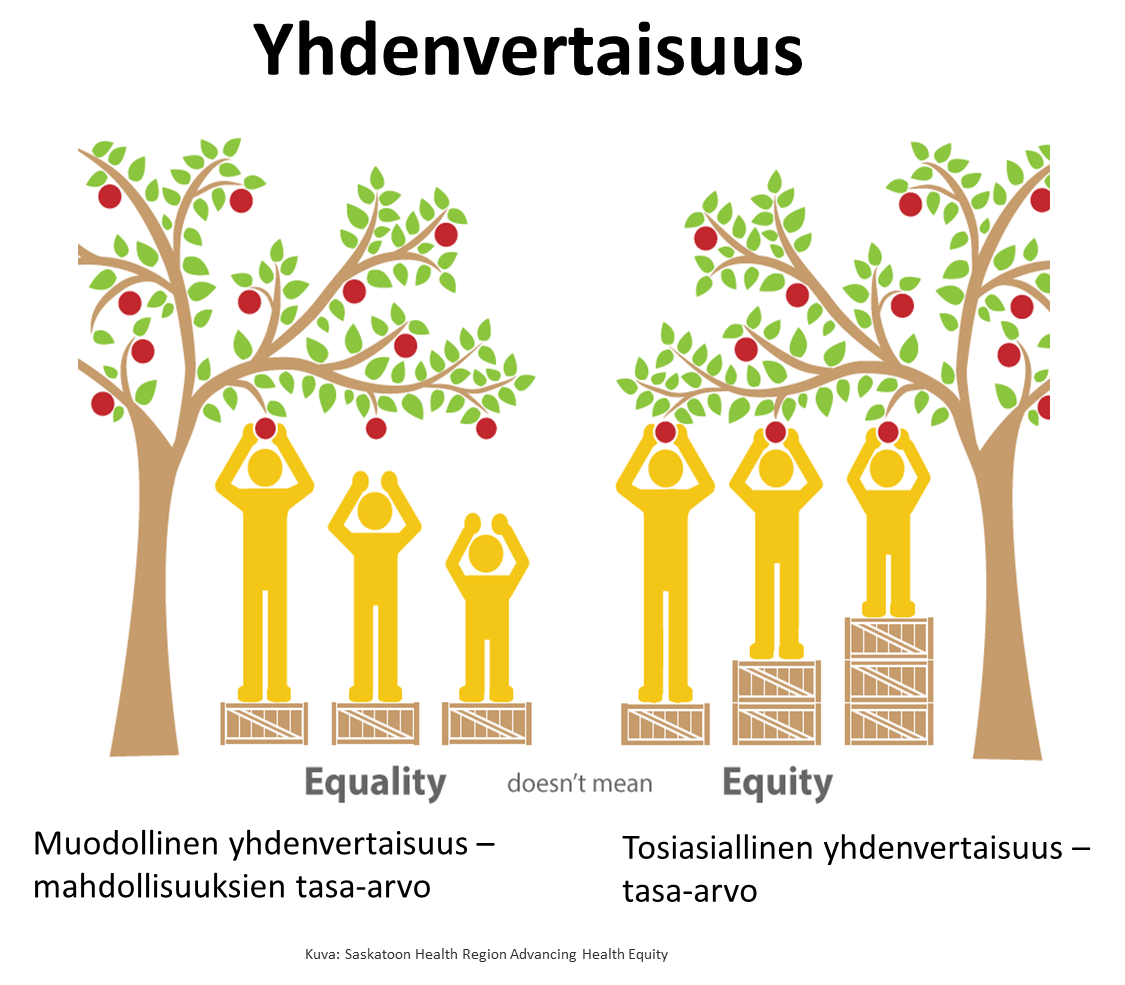 Yhdenvertaisuus
Equality doesn't mean Equity
Muodollinen yhdenvertaisuus –
mahdollisuuksien tasa-arvo
Tosiasiallinen yhdenvertaisuus –
tasa-arvo
Kuva: Saskatoon Health Region Advancing Health Equity